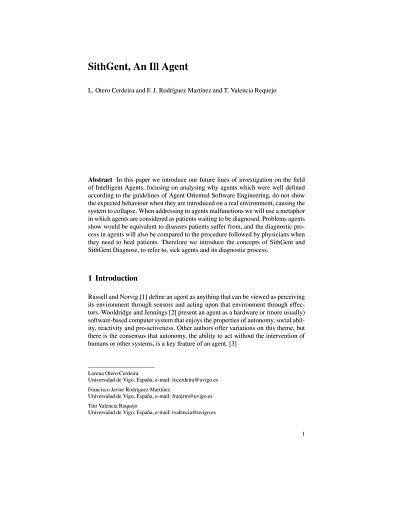 SithGent, An Ill Agent
L. Otero Cerdeira and F. J. Rodríguez Martínez and T. Valencia Requejo
Abstract In this paper we introduce our future lines of investigation on the field
of Intelligent Agents, focusing on analysing why agents which were well defined
according to the guidelines of Agent Oriented Software Engineering, do not show
the expected behaviour when they are introduced on a real environment, causing the
system to collapse. When addressing to agents malfunctions we will use a metaphor
in which agents are considered as patients waiting to be diagnosed. Problems agents
show would be equivalent to diseases patients suffer from, and the diagnostic pro-
cess in agents will also be compared to the procedure followed by physicians when
they need to heal patients. Therefore we introduce the concepts of SithGent and
SithGent Diagnose, to refer to, sick agents and its diagnostic process.
1 Introduction
Russell and Norvig [1] define an agent as anything that can be viewed as perceiving
its environment through sensors and acting upon that environment through effec-
tors. Wooldridge and Jennings [2] present an agent as a hardware or (more usually)
software-based computer system that enjoys the properties of autonomy, social abil-
ity, reactivity and pro-activeness. Other authors offer variations on this theme, but
there is the consensus that autonomy, the ability to act without the intervention of
humans or other systems, is a key feature of an agent. [3]
Lorena Otero Cerdeira
Universidad de Vigo, España, e-mail: locerdeira@uvigo.es
Francisco Javier Rodríguez Martínez
Universidad de Vigo, España, e-mail: franjrm@uvigo.es
Tito Valencia Requejo
Universidad de Vigo, España, e-mail: tvalencia@uvigo.es
1